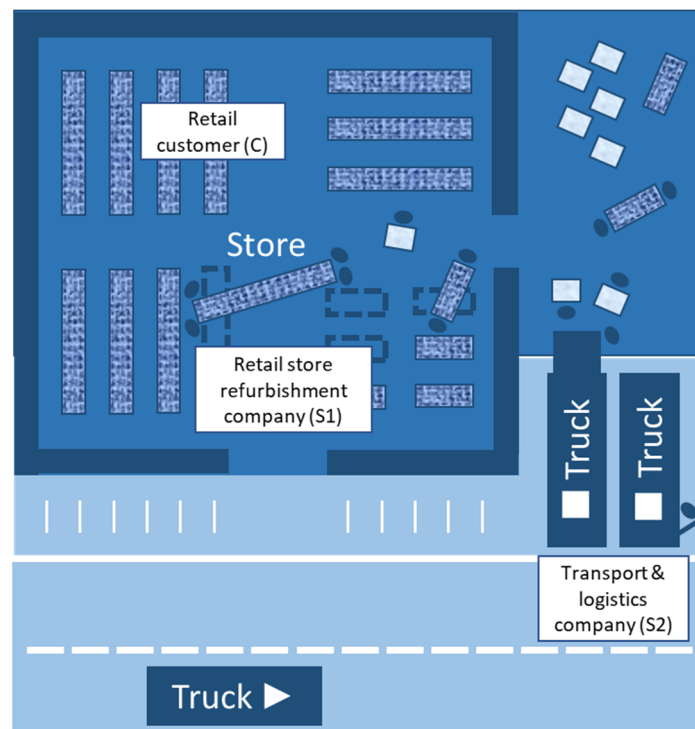 Retail
customer (C)
Store
Retail store
refurbishment
company (S1)
Truck
Truck
Transport &
logistics
company (S2)
Truck